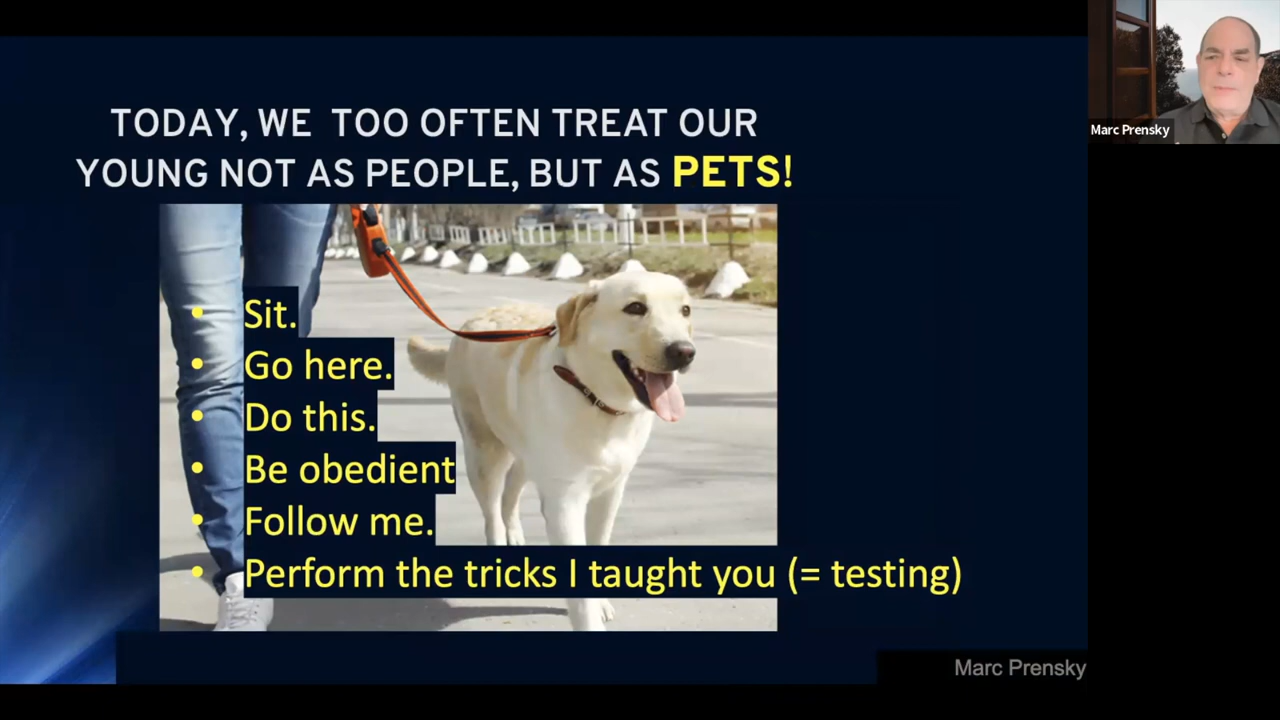 TODAY, WE TOO OFTEN TREAT OUR
YOUNG NOT AS PEOPLE, BUT AS PETS!
• Sit.
• Go here.
• Do this.
• Be obedient
• Follow me.
• Perform the tricks I taught you (= testing)
Marc Prensky
Marc Prensky